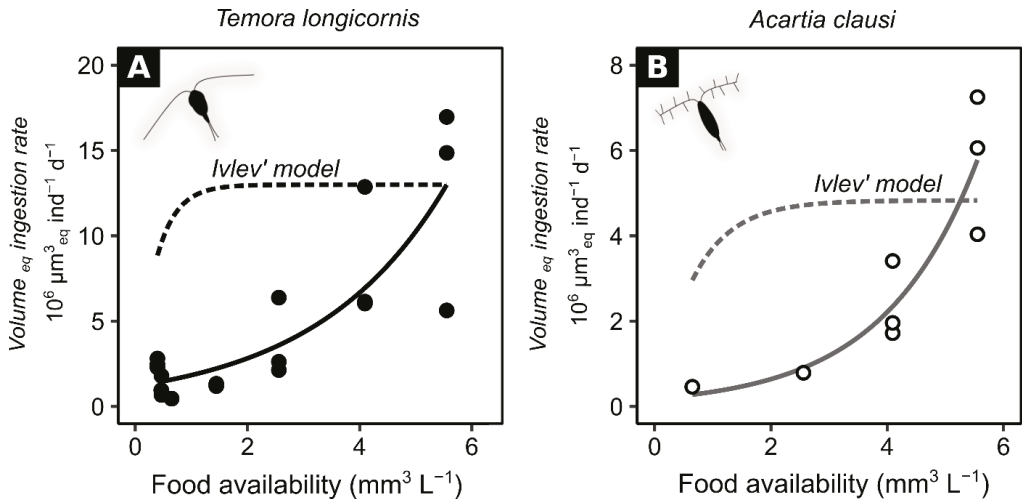 Temora longicornis
A
Volume eq ingestion rate
10⁶ µm³eq ind⁻¹ d⁻¹
20
15
10
5
0
Ivlev' model
0 2 4 6
Food availability (mm³ L⁻¹)
Acartia clausi
B
Volume eq ingestion rate
10⁶ µm³eq ind⁻¹ d⁻¹
8
6
4
2
0
Ivlev' model
0 2 4 6
Food availability (mm³ L⁻¹)